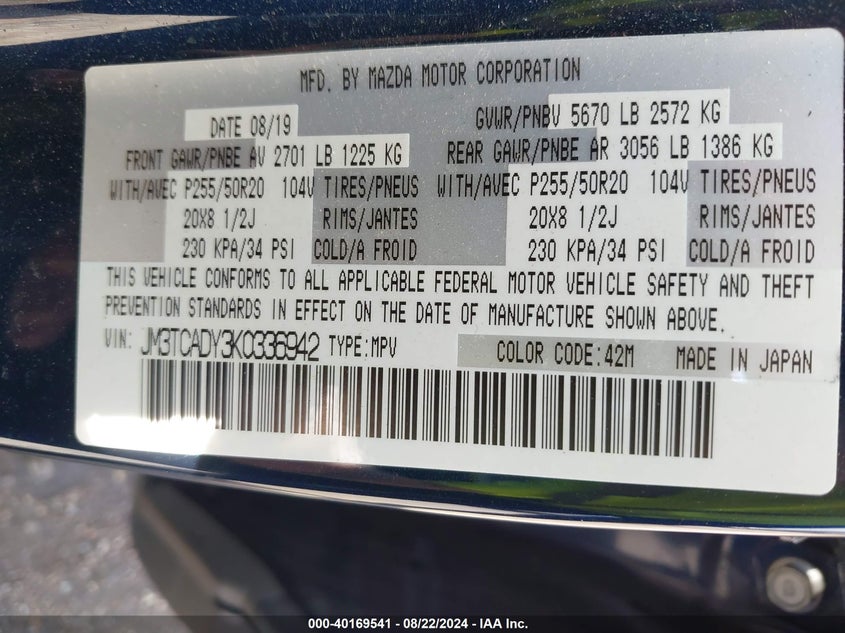 MFD. BY MAZDA MOTOR CORPORATION
DATE 08/19 GVWR/PNBV 5670 LB 2572 KG
FRONT GAWR/PNBE AV 2701 LB 1225 KG REAR GAWR/PNBE AR 3056 LB 1386 KG
WITH/AVEC P255/50R20 104V TIRES/PNEUS WITH/AVEC P255/50R20 104V TIRES/PNEUS
20X8 1/2J RIMS/JANTES 20X8 1/2J RIMS/JANTES
230 KPA/34 PSI COLD/A FROID 230 KPA/34 PSI COLD/A FROID
THIS VEHICLE CONFORMS TO ALL APPLICABLE FEDERAL MOTOR VEHICLE SAFETY AND THEFT
PREVENTION STANDARDS IN EFFECT ON THE DATE OF MANUFACTURE SHOWN ABOVE.
VIN: JM3TCADY3K0336942 TYPE:MPV COLOR CODE:42M MADE IN JAPAN
000-40169541 - 08/22/2024 - IAA Inc.